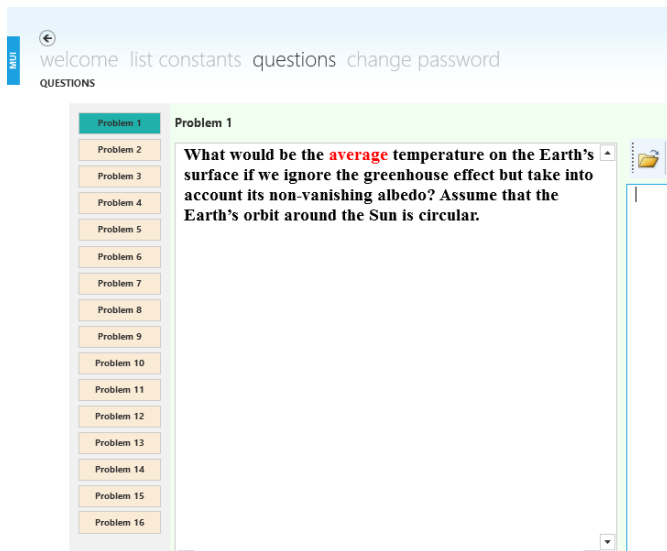 MUI
welcome list constants questions change password
QUESTIONS
Problem 1
Problem 2
Problem 3
Problem 4
Problem 5
Problem 6
Problem 7
Problem 8
Problem 9
Problem 10
Problem 11
Problem 12
Problem 13
Problem 14
Problem 15
Problem 16
Problem 1
What would be the average temperature on the Earth’s
surface if we ignore the greenhouse effect but take into
account its non-vanishing albedo? Assume that the
Earth’s orbit around the Sun is circular.